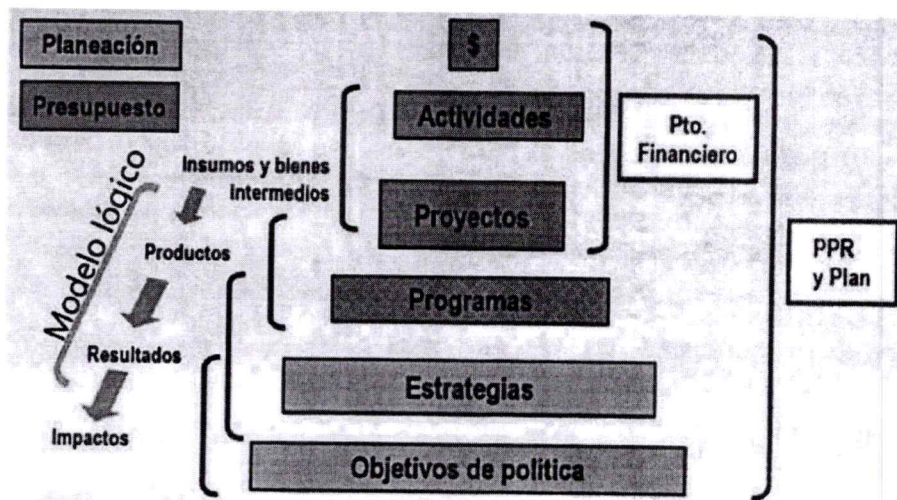 Planeación
Presupuesto
Modelo lógico
Insumos y bienes
Intermedios
Productos
Resultados
Impactos
$
Actividades
Proyectos
Programas
Estrategias
Objetivos de política
Pto.
Financiero
PPR
y Plan